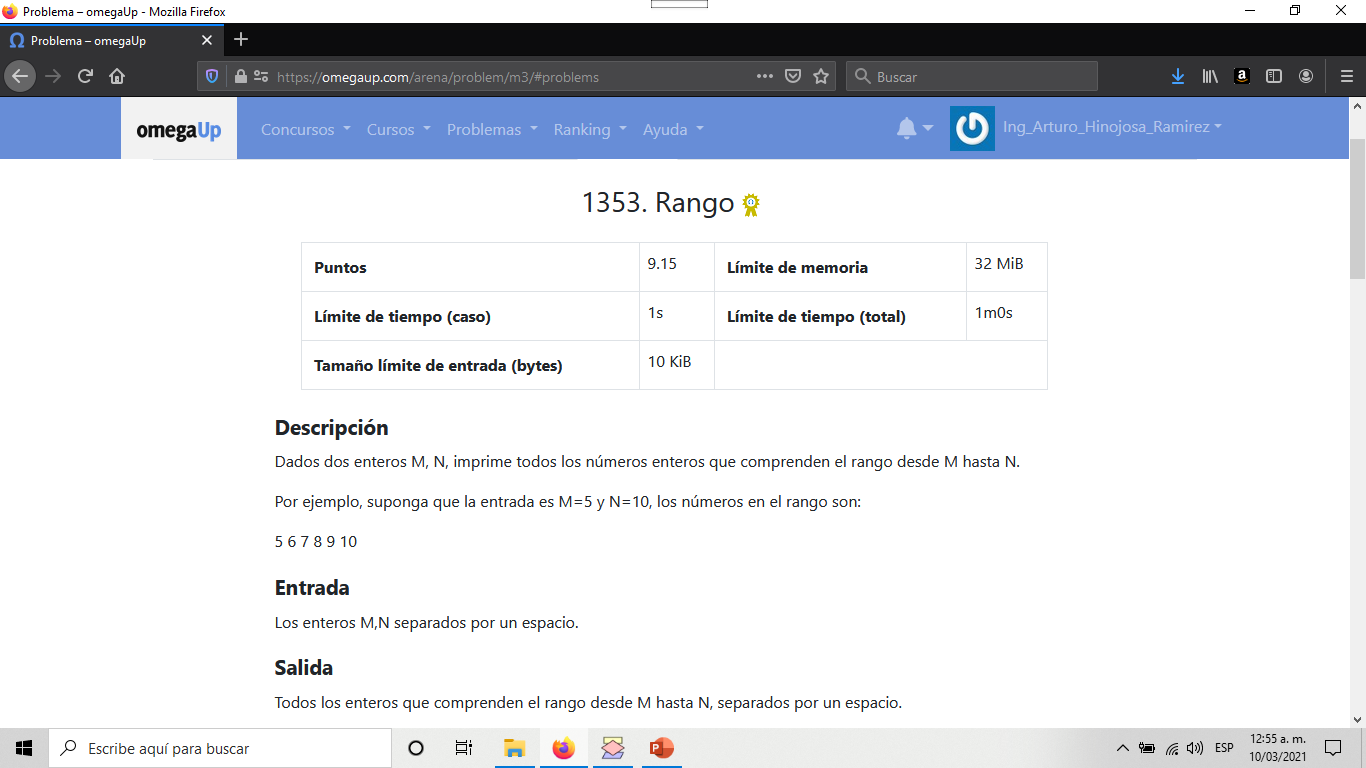 Problema – omegaUp - Mozilla Firefox
Problema – omegaUp
https://omegaup.com/arena/problem/m3/#problems
Buscar
omegaUp
Concursos
Cursos
Problemas
Ranking
Ayuda
Ing_Arturo_Hinojosa_Ramirez
1353. Rango
Puntos 9.15 Límite de memoria 32 MiB
Límite de tiempo (caso) 1s Límite de tiempo (total) 1m0s
Tamaño límite de entrada (bytes) 10 KiB
Descripción
Dados dos enteros M, N, imprime todos los números enteros que comprenden el rango desde M hasta N.
Por ejemplo, suponga que la entrada es M=5 y N=10, los números en el rango son:
5 6 7 8 9 10
Entrada
Los enteros M,N separados por un espacio.
Salida
Todos los enteros que comprenden el rango desde M hasta N, separados por un espacio.
Escribe aquí para buscar
ESP
12:55 a. m.
10/03/2021